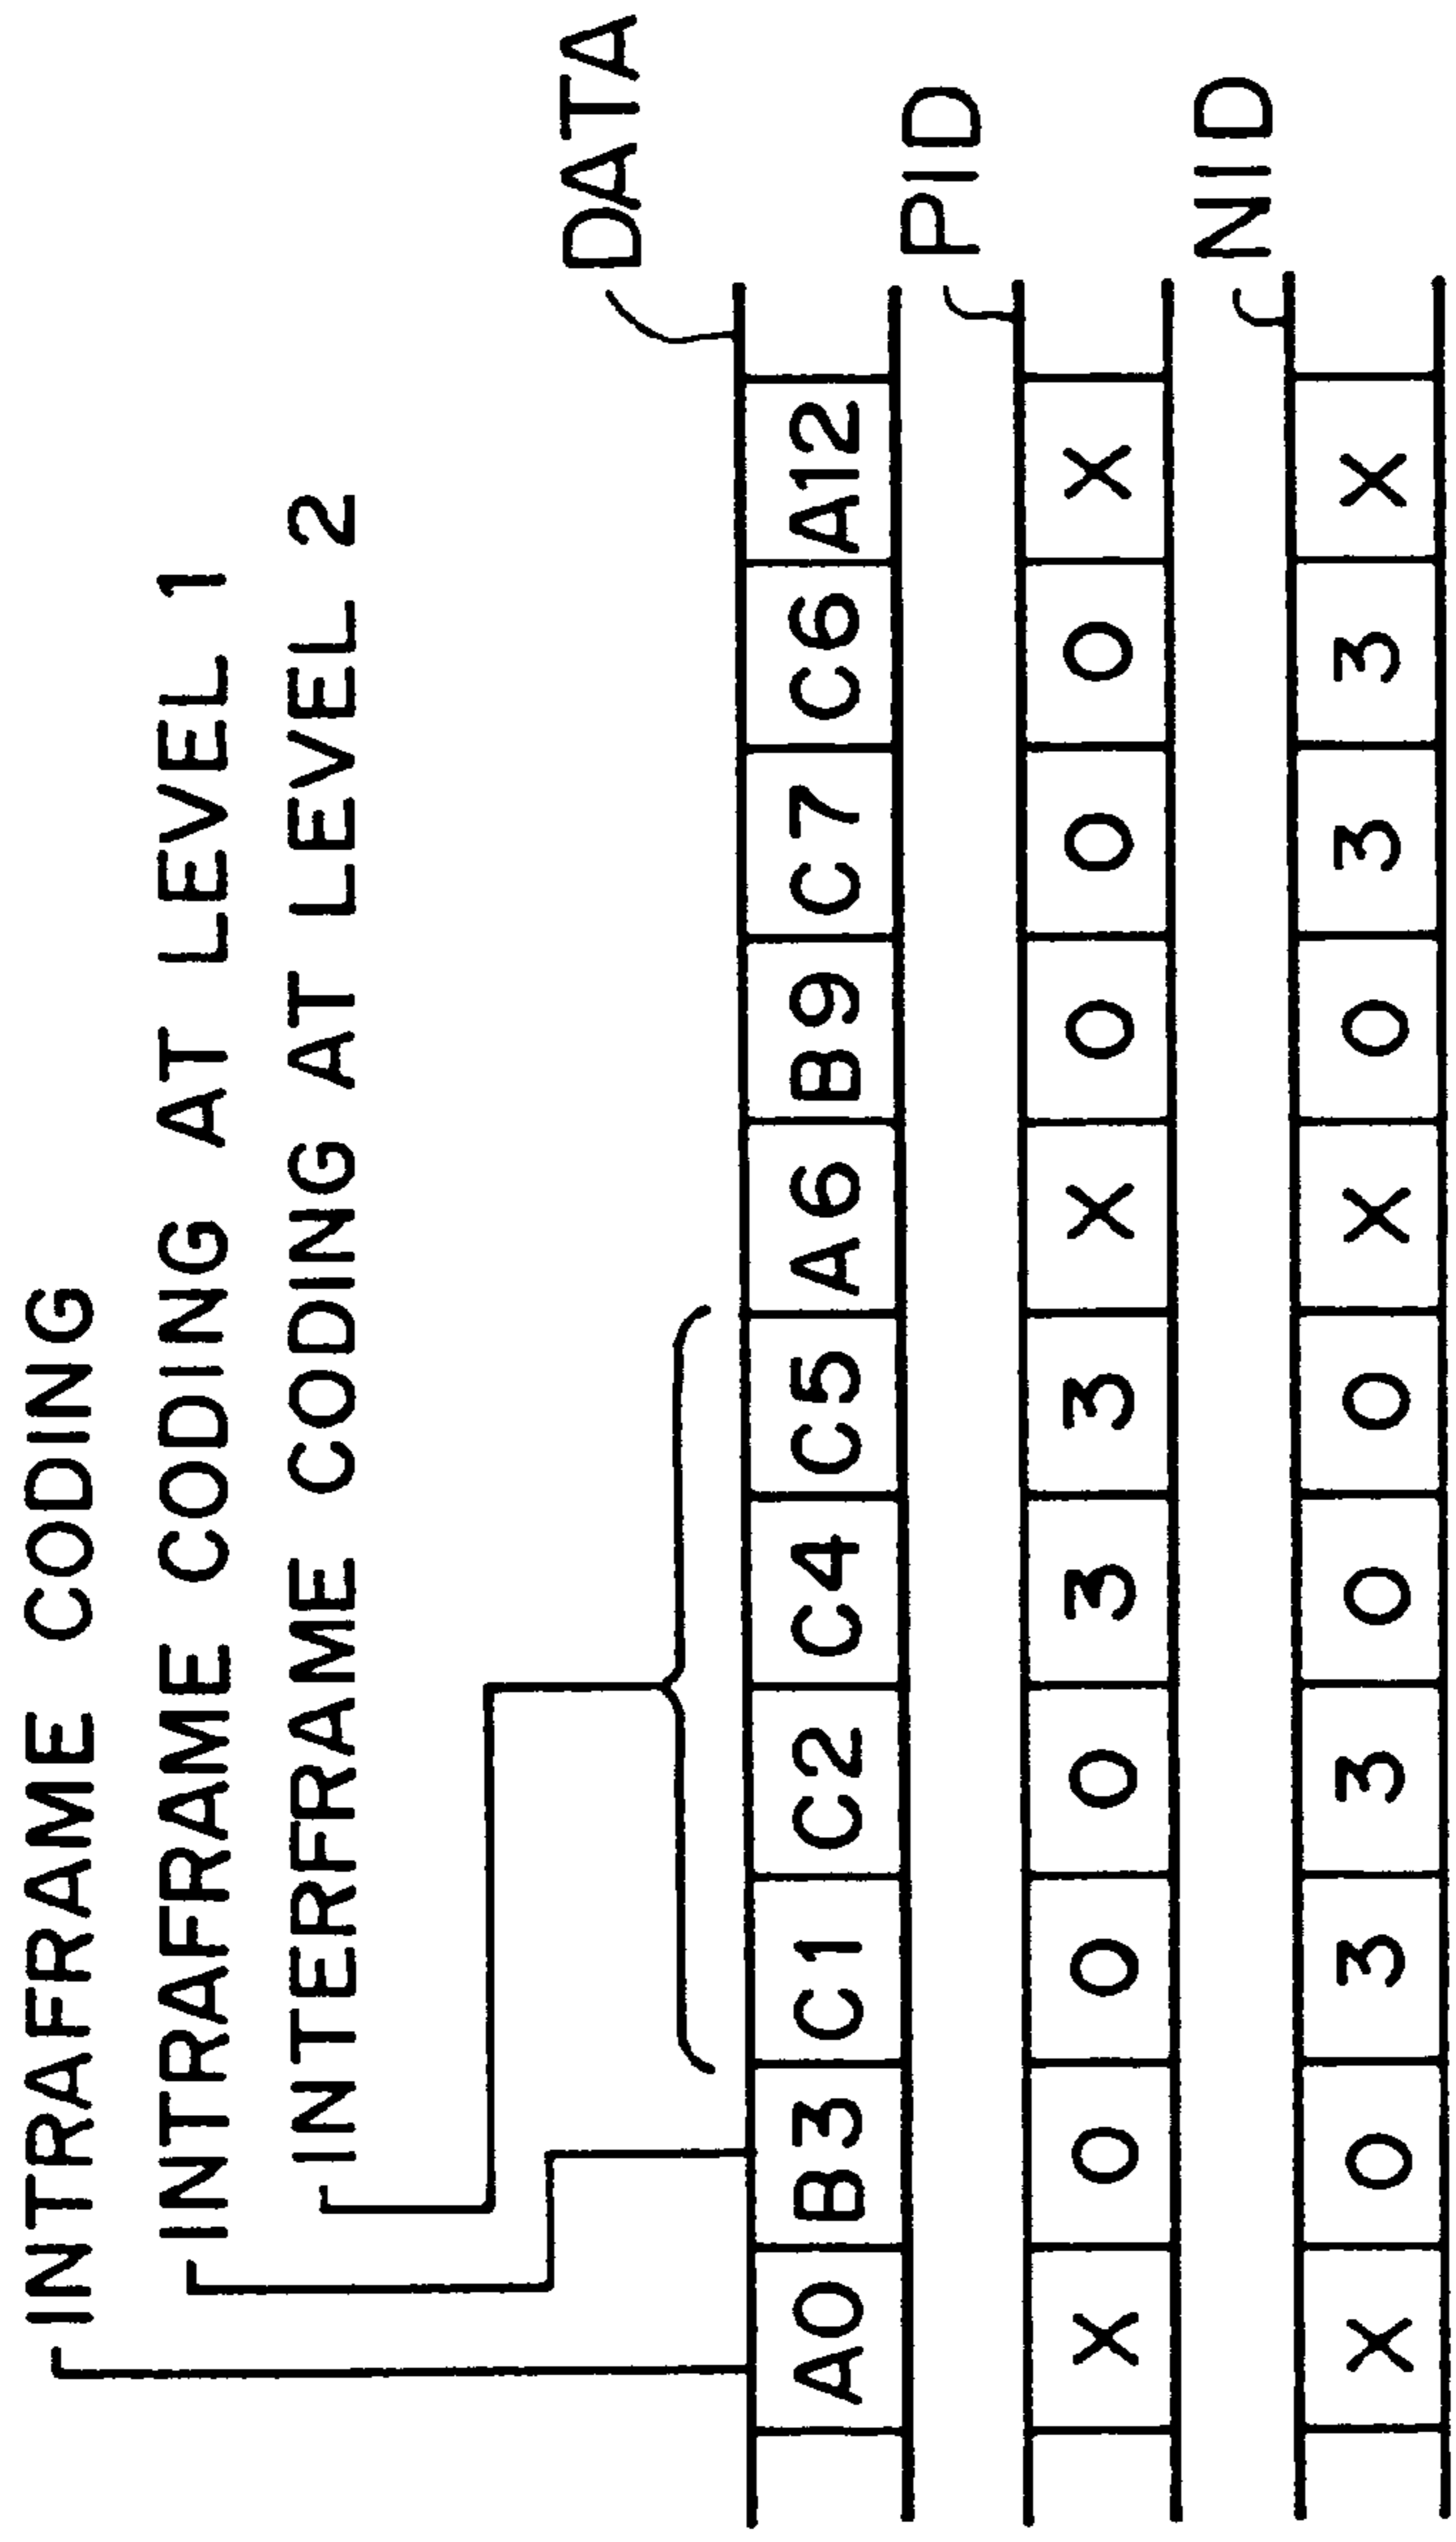 INTRAFRAME CODING
INTRAFRAME CODING AT LEVEL 1
INTERFRAME CODING AT LEVEL 2
DATA
A0 B3 C1 C2 C4 C5 A6 B9 C7 C6 A12
PID
X 0 0 0 3 3 X 0 0 0 X
NID
X 0 3 3 0 0 X 0 3 3 X